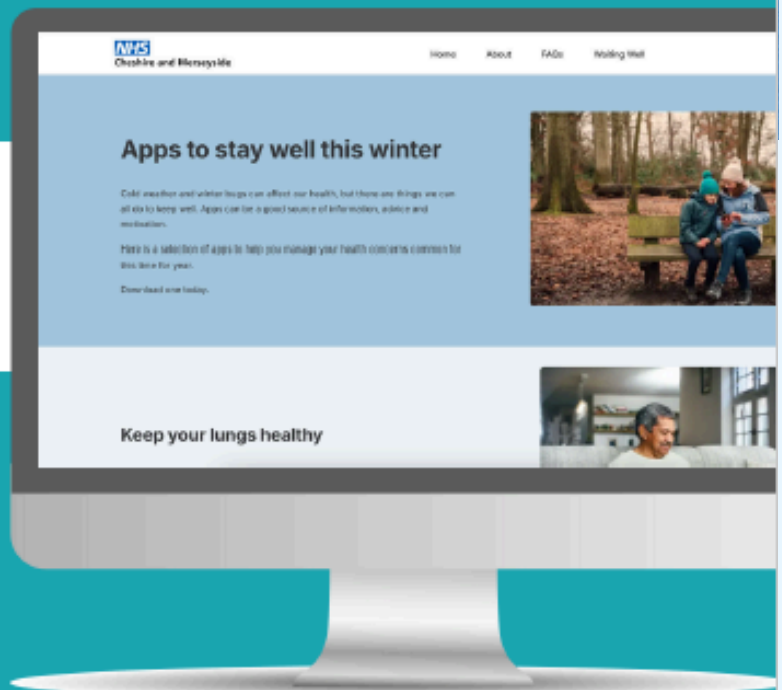 NHS
Cheshire and Merseyside
Home About FAQs Waiting Well
Apps to stay well this winter
Cold weather and winter bugs can affect our health, but there are things we can
all do to keep well. Apps can be a good source of information, advice and
motivation.
Here is a selection of apps to help you manage your health concerns common for
this time for year.
Download one today.
Keep your lungs healthy